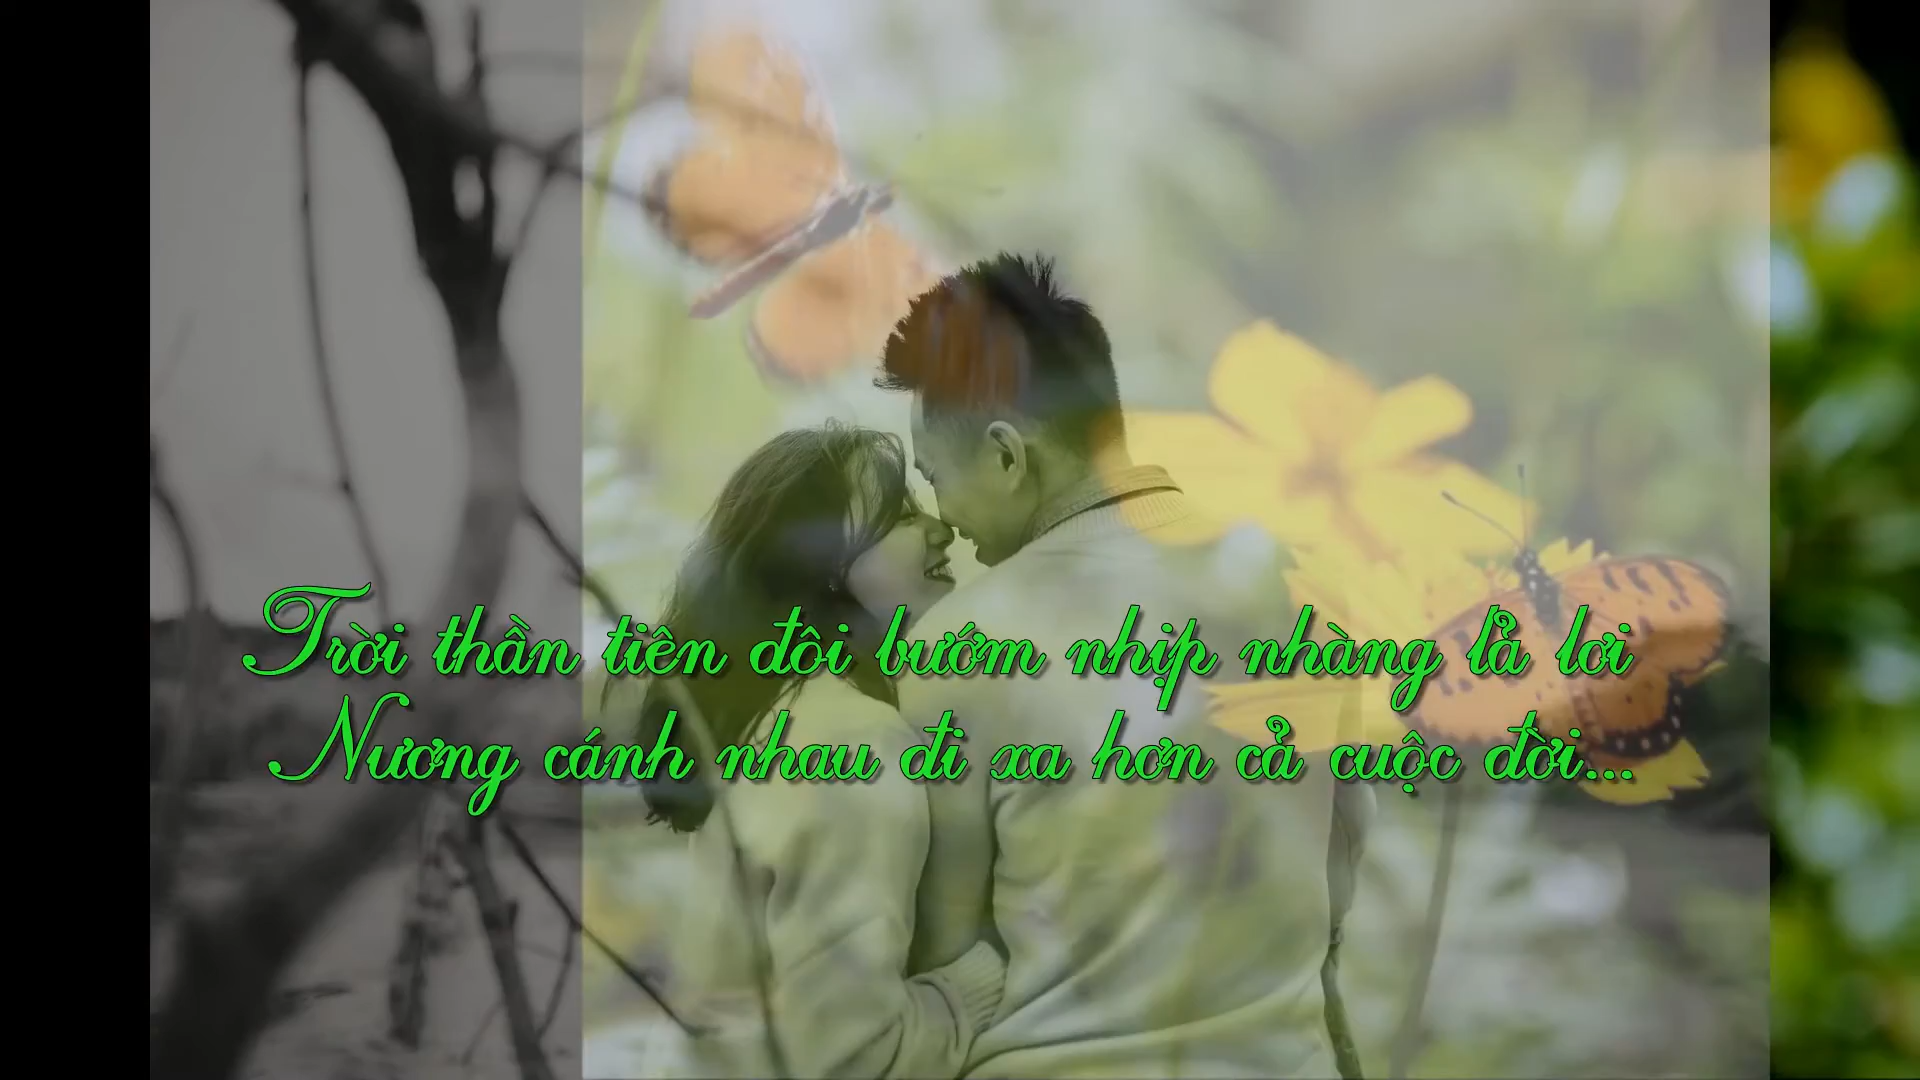 Trời thần tiên đôi bướm nhịp nhàng lả lơi
Nương cánh nhau đi xa hơn cả cuộc đời...